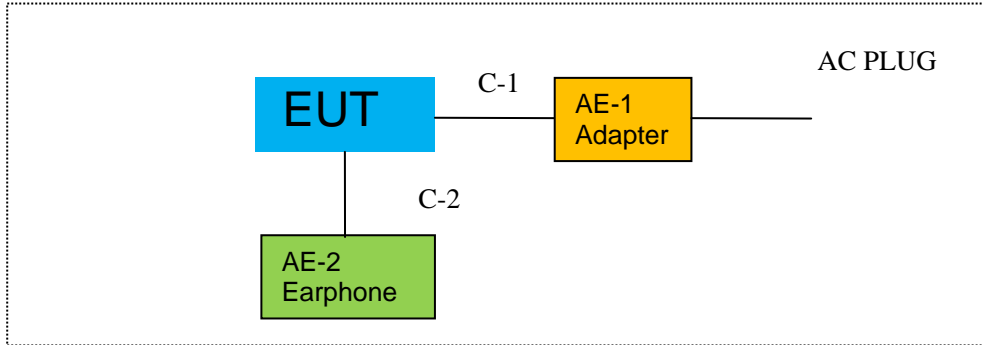 AC PLUG
C-1
EUT
AE-1
Adapter
C-2
AE-2
Earphone